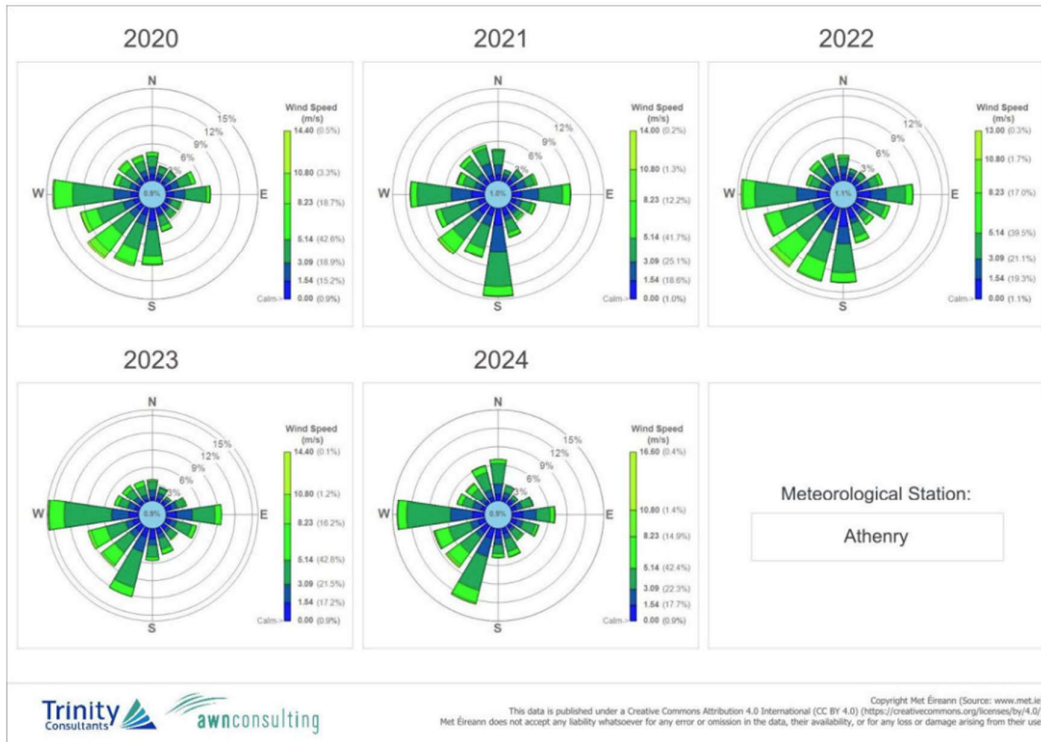 2020
N
W
E
S
15%
12%
9%
6%
3%
0.9%
Wind Speed
(m/s)
14.40 (0.5%)
10.80 (3.3%)
8.23 (18.7%)
5.14 (42.6%)
3.09 (18.9%)
1.54 (15.2%)
Calm-> 0.00 (0.9%)
2021
N
W
E
S
12%
9%
6%
3%
1.0%
Wind Speed
(m/s)
14.00 (0.2%)
10.80 (1.3%)
8.23 (12.2%)
5.14 (41.7%)
3.09 (25.1%)
1.54 (18.6%)
Calm-> 0.00 (1.0%)
2022
N
W
E
S
12%
9%
6%
3%
1.1%
Wind Speed
(m/s)
13.00 (0.3%)
10.80 (1.7%)
8.23 (17.0%)
5.14 (39.5%)
3.09 (21.1%)
1.54 (19.3%)
Calm-> 0.00 (1.1%)
2023
N
W
E
S
15%
12%
9%
6%
3%
0.9%
Wind Speed
(m/s)
14.40 (0.1%)
10.80 (1.2%)
8.23 (16.2%)
5.14 (42.8%)
3.09 (21.5%)
1.54 (17.2%)
Calm-> 0.00 (0.9%)
2024
N
W
E
S
15%
12%
9%
6%
3%
0.9%
Wind Speed
(m/s)
16.60 (0.4%)
10.80 (1.4%)
8.23 (14.9%)
5.14 (42.4%)
3.09 (22.3%)
1.54 (17.7%)
Calm-> 0.00 (0.9%)
Meteorological Station:
Athenry
Trinity
Consultants
awnconsulting
Copyright Met Éireann (Source: www.met.ie
This data is published under a Creative Commons Attribution 4.0 International (CC BY 4.0) (https://creativecommons.org/licenses/by/4.0/
Met Éireann does not accept any liability whatsoever for any error or omission in the data, their availability, or for any loss or damage arising from their use